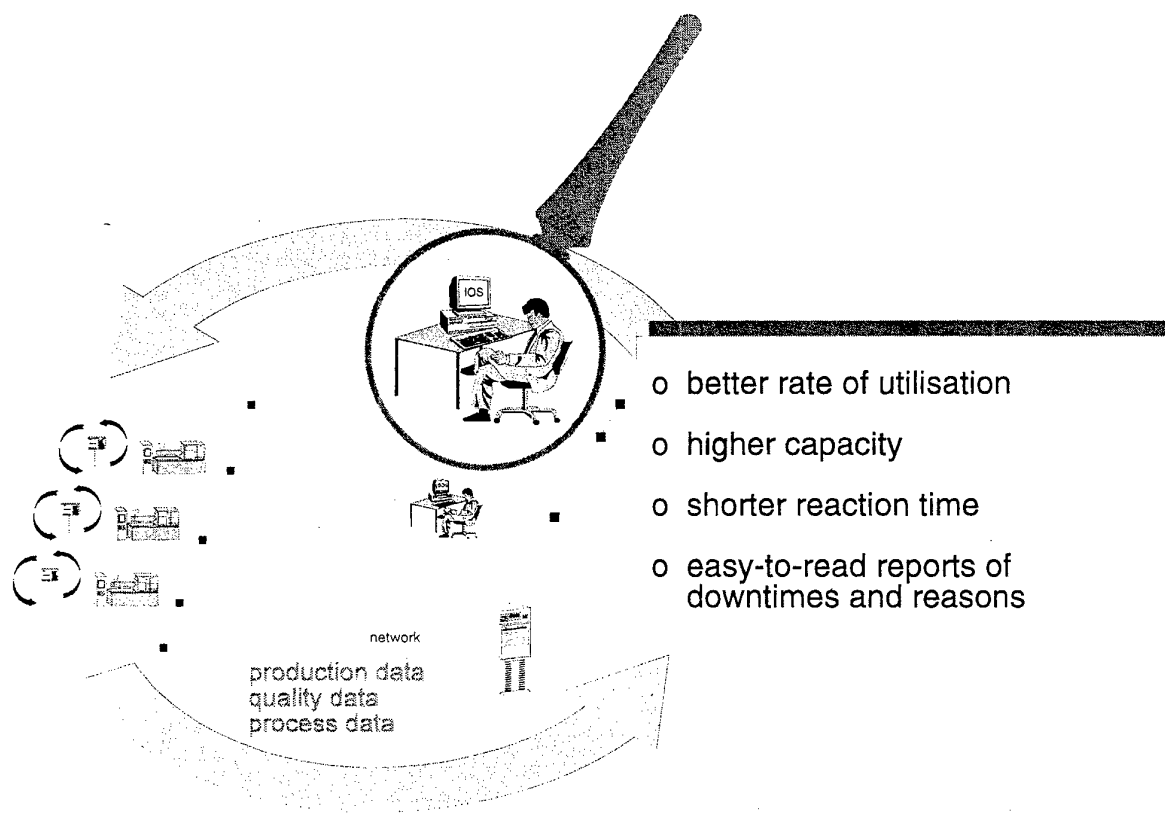 IOS
o better rate of utilisation
o higher capacity
o shorter reaction time
o easy-to-read reports of
downtimes and reasons
network
production data
quality data
process data